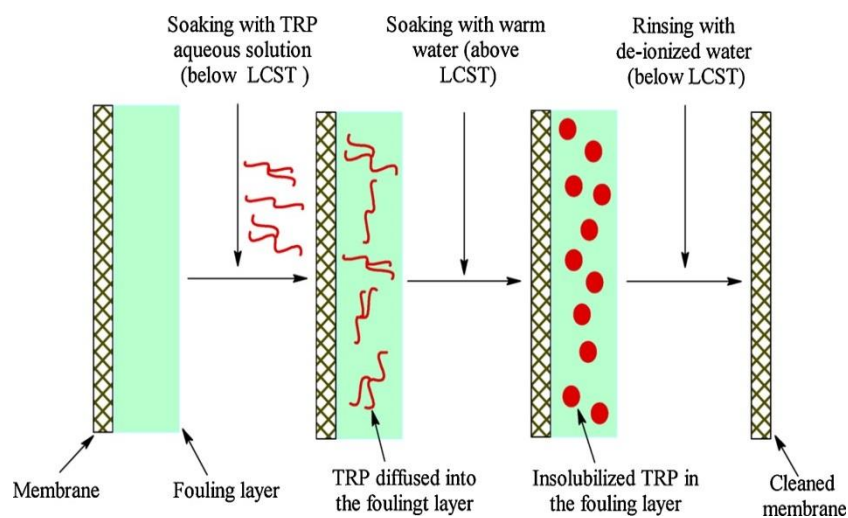 Soaking with TRP
aqueous solution
(below LCST )
Soaking with warm
water (above
LCST)
Rinsing with
de-ionized water
(below LCST)
Membrane
Fouling layer
TRP diffused into
the foulingt layer
Insolubilized TRP in
the fouling layer
Cleaned
membrane